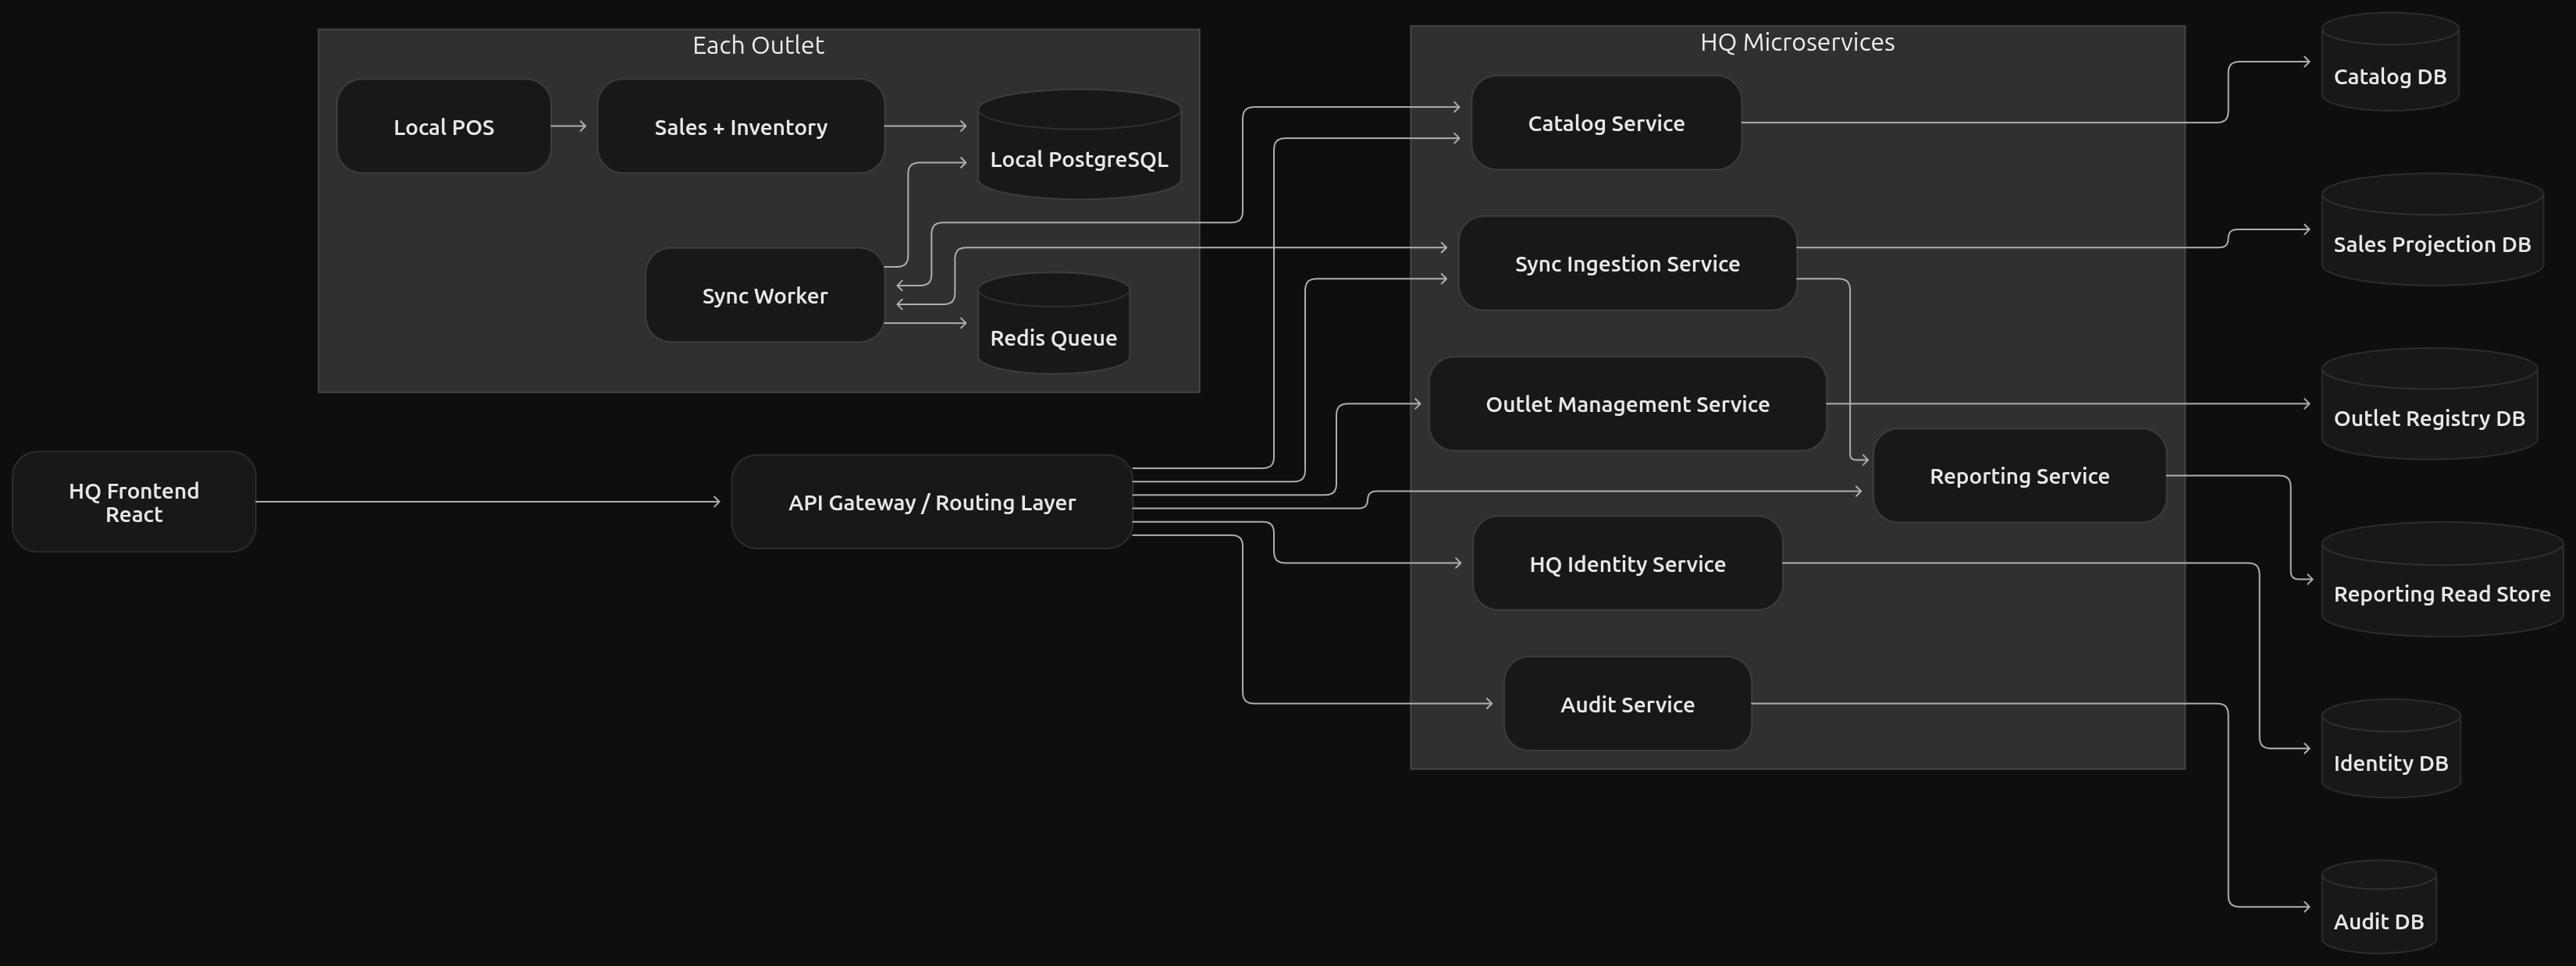 Each Outlet
Local POS
Sales + Inventory
Local PostgreSQL
Sync Worker
Redis Queue
HQ Frontend
React
API Gateway / Routing Layer
HQ Microservices
Catalog Service
Sync Ingestion Service
Outlet Management Service
Reporting Service
HQ Identity Service
Audit Service
Catalog DB
Sales Projection DB
Outlet Registry DB
Reporting Read Store
Identity DB
Audit DB